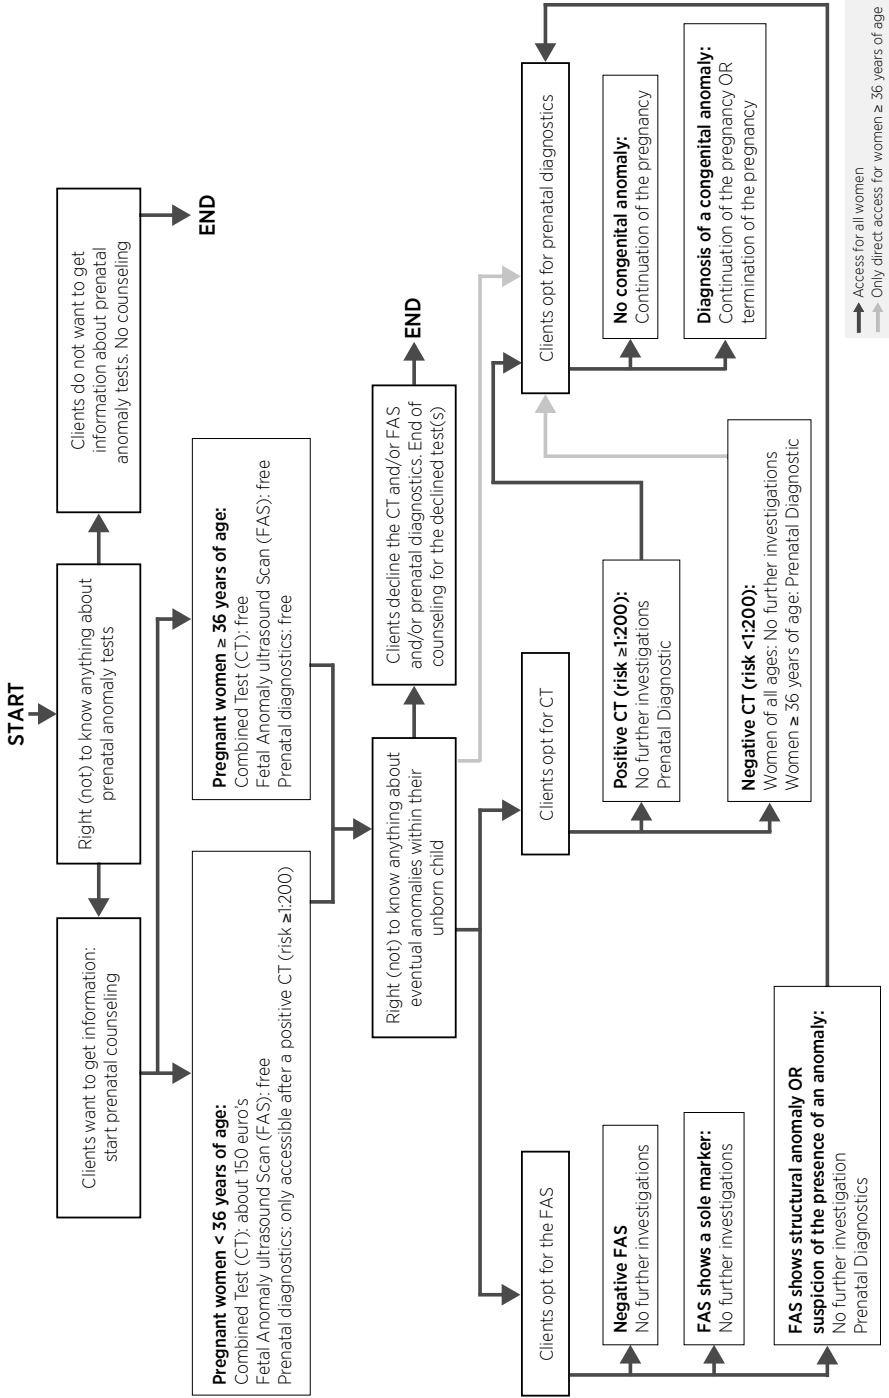 START
Right (not) to know anything about
prenatal anomaly tests
Clients want to get information:
start prenatal counseling
Clients do not want to get
information about prenatal
anomaly tests. No counseling
END
Pregnant women < 36 years of age:
Combined Test (CT): about 150 euro's
Fetal Anomaly ultrasound Scan (FAS): free
Prenatal diagnostics: only accessible after a positive CT (risk ≥1:200)
Pregnant women ≥ 36 years of age:
Combined Test (CT): free
Fetal Anomaly ultrasound Scan (FAS): free
Prenatal diagnostics: free
Right (not) to know anything about
eventual anomalies within their
unborn child
Clients decline the CT and/or FAS
and/or prenatal diagnostics. End of
counseling for the declined test(s)
END
Clients opt for the FAS
Negative FAS
No further investigations
FAS shows a sole marker:
No further investigations
FAS shows structural anomaly OR
suspicion of the presence of an anomaly:
No further investigation
Prenatal Diagnostics
Clients opt for CT
Positive CT (risk ≥1:200):
No further investigations
Prenatal Diagnostic
Negative CT (risk <1:200):
Women of all ages: No further investigations
Women ≥ 36 years of age: Prenatal Diagnostic
Clients opt for prenatal diagnostics
No congenital anomaly:
Continuation of the pregnancy
Diagnosis of a congenital anomaly:
Continuation of the pregnancy OR
termination of the pregnancy
Access for all women
Only direct access for women ≥ 36 years of age